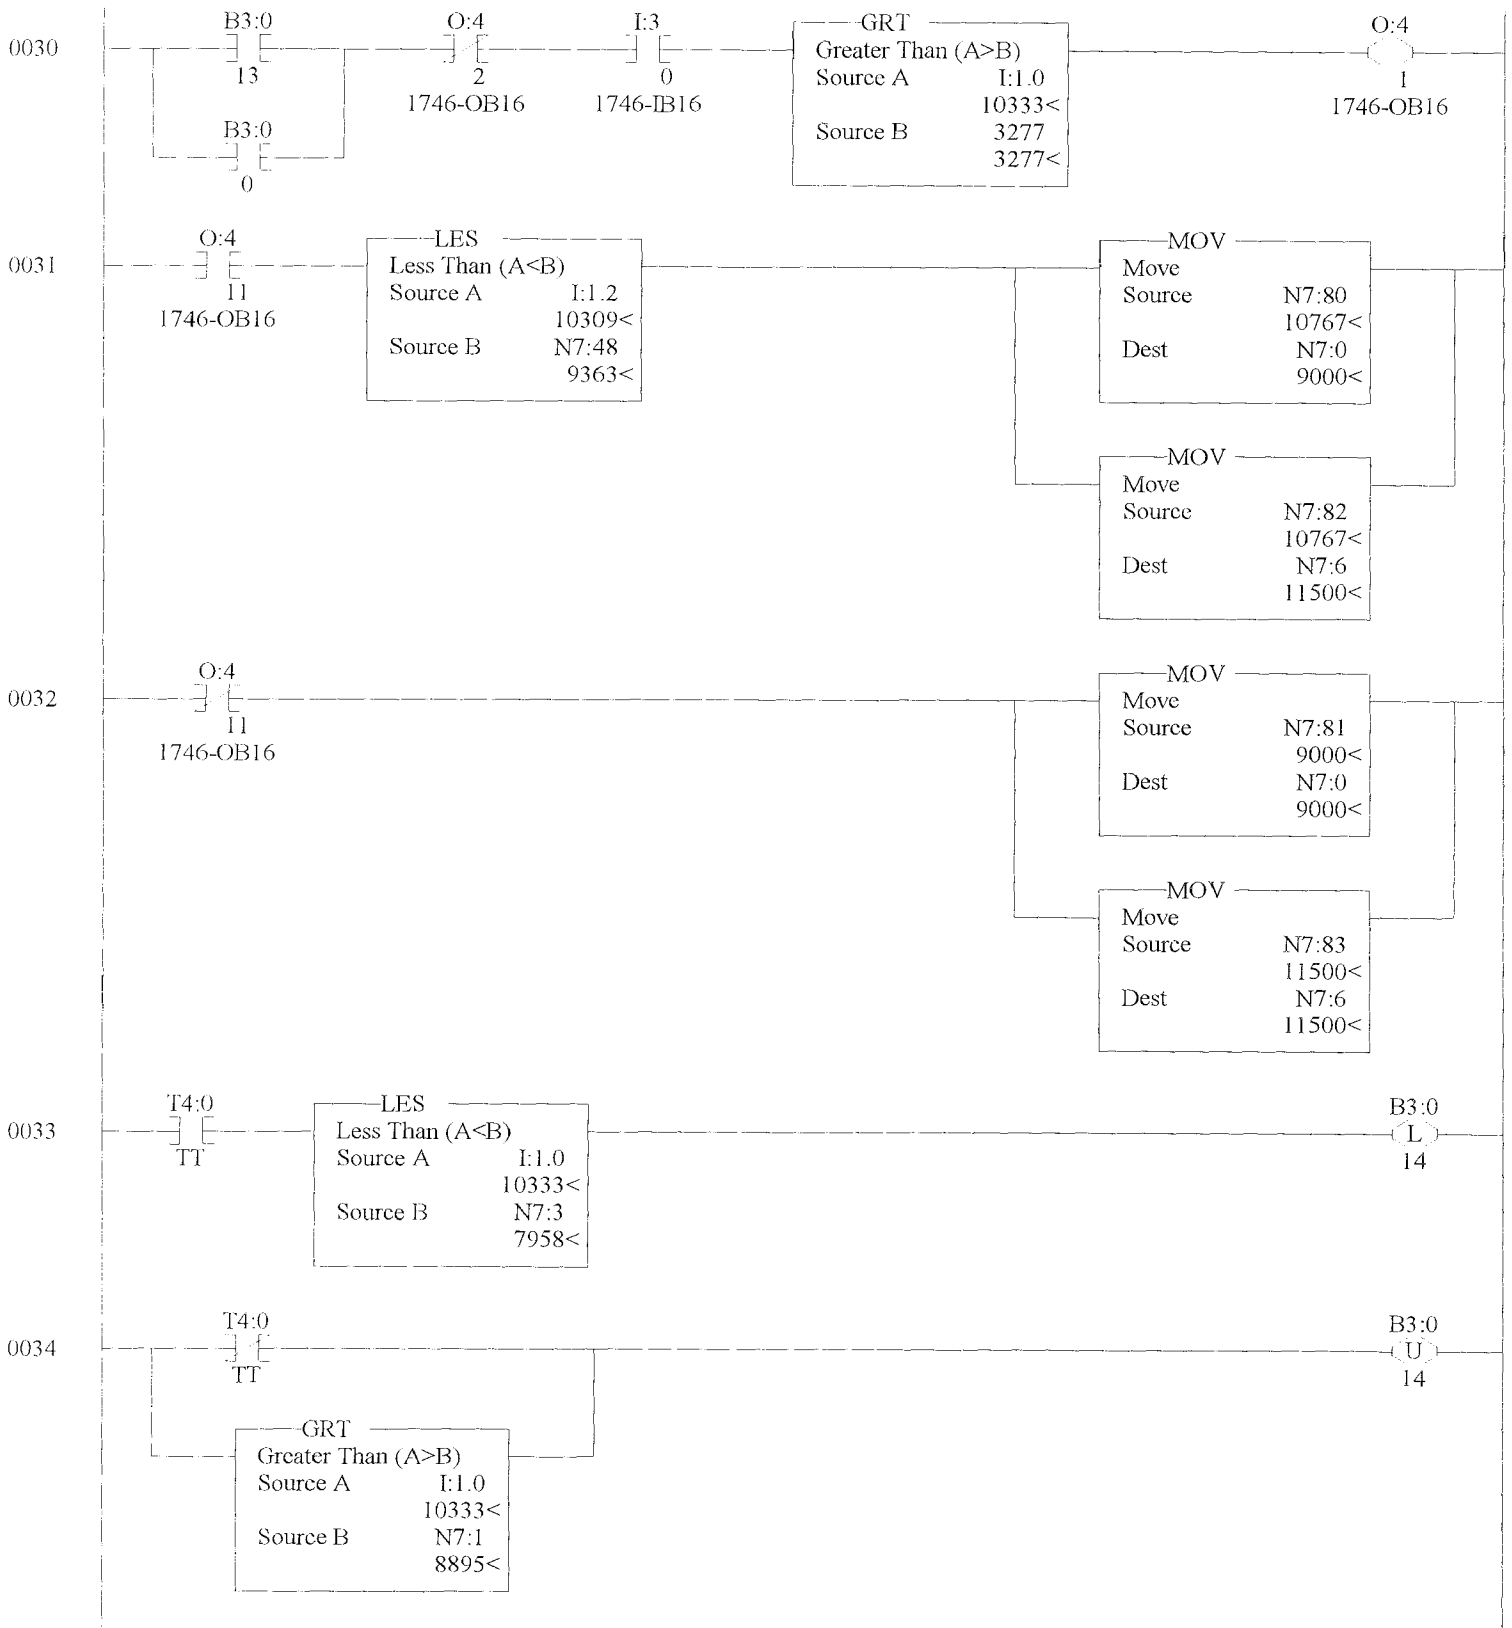 B3:0 O:4 I:3 GRT O:4
0030 Greater Than (A>B)
13 2 0 Source A I:1.0 1
1746-OB16 1746-IB16 10333< 1746-OB16
B3:0 Source B 3277
3277<
0
O:4 LES MOV
0031 Less Than (A<B) Move
11 Source A I:1.2 Source N7:80
1746-OB16 10309< 10767<
Source B N7:48 Dest N7:0
9363< 9000<
MOV
Move
Source N7:82
10767<
Dest N7:6
11500<
O:4 MOV
0032 Move
11 Source N7:81
1746-OB16 9000<
Dest N7:0
9000<
MOV
Move
Source N7:83
11500<
Dest N7:6
11500<
T4:0 LES B3:0
0033 Less Than (A<B) L
TT Source A I:1.0 14
10333<
Source B N7:3
7958<
T4:0 B3:0
0034 U
TT 14
GRT
Greater Than (A>B)
Source A I:1.0
10333<
Source B N7:1
8895<